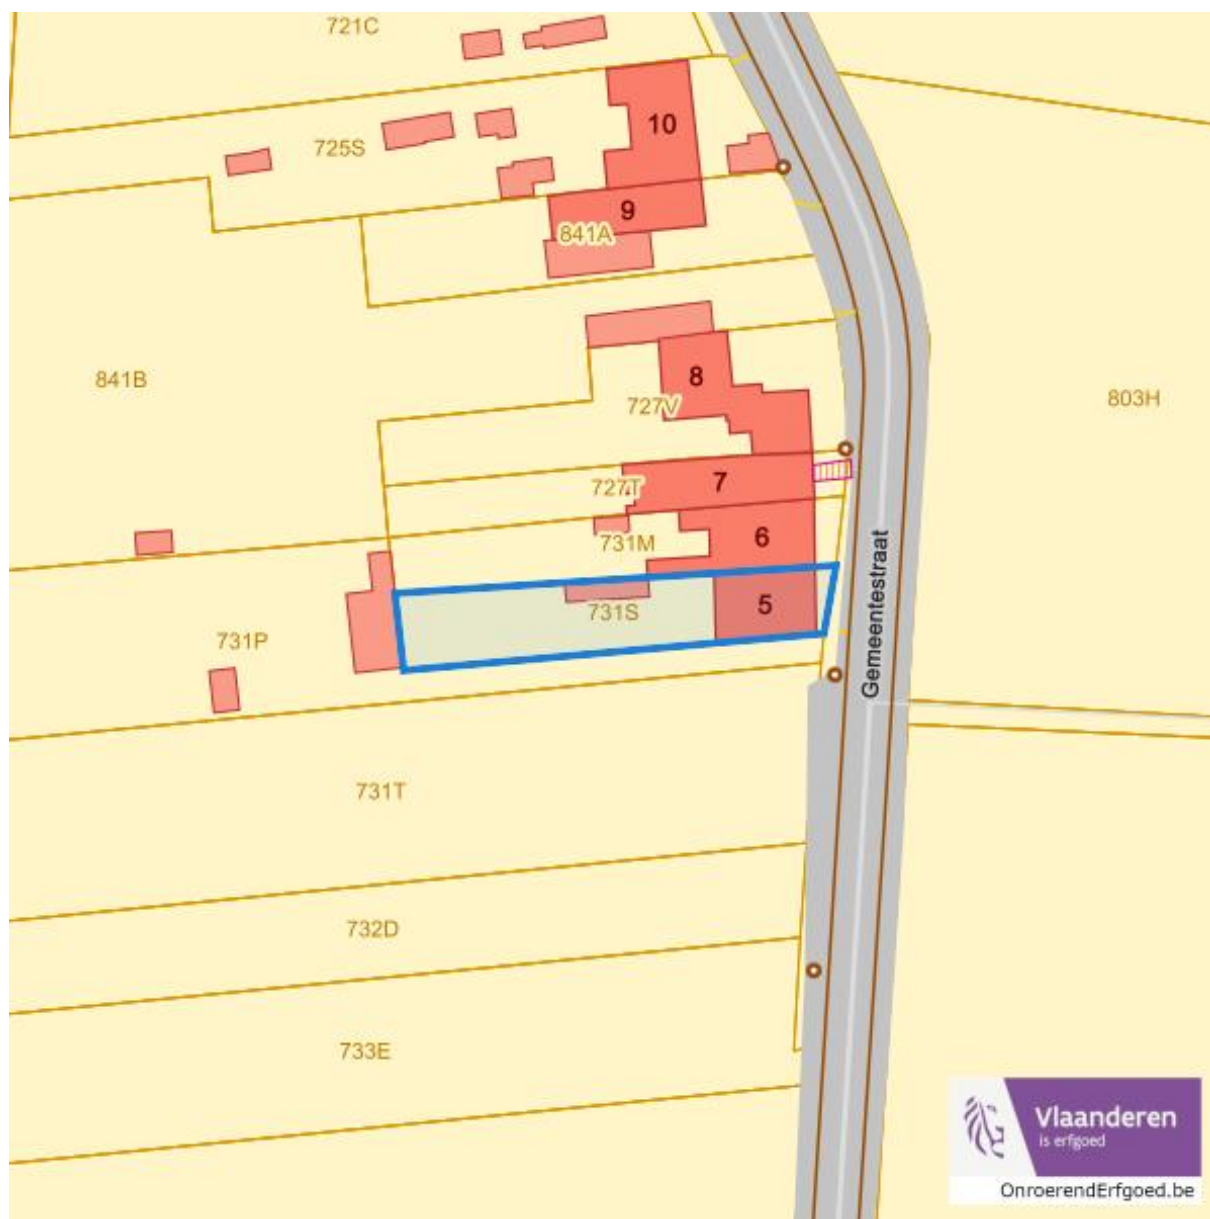 721C
10
725S
9
841A
8
841B
727V
803H
7
727T
6
731M
5
731S
731P
Gemeentestraat
731T
732D
733E
Vlaanderen
is erfgoed
OnroerendErfgoed.be